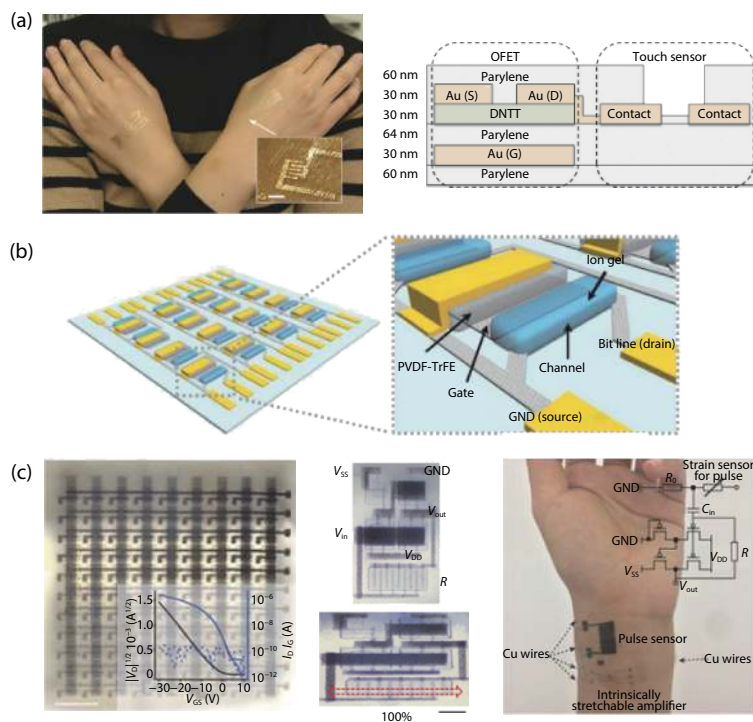 (a)
OFET
Touch sensor
60 nm
Parylene
30 nm
Au (S)
Au (D)
30 nm
DNTT
Contact
Contact
64 nm
Parylene
30 nm
Au (G)
60 nm
Parylene
(b)
Ion gel
Bit line (drain)
PVDF-TrFE
Channel
Gate
GND (source)
(c)
1.5
1.0
0.5
0
|V_D|^1/2 10^-3 (A^1/2)
10^-6
10^-8
10^-10
10^-12
I_D I_G (A)
-30
-20
-10
0
10
V_GS (V)
V_SS
GND
V_out
V_in
V_DD
R
100%
Strain sensor
for pulse
GND
R_0
C_in
GND
V_DD
R
V_SS
V_out
Pulse sensor
Cu wires
Cu wires
Intrinsically
stretchable amplifier